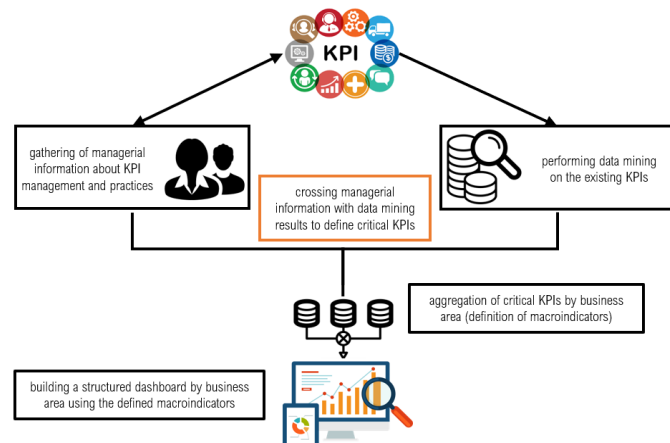 KPI
gathering of managerial
information about KPI
management and practices
performing data mining
on the existing KPIs
crossing managerial
information with data mining
results to define critical KPIs
aggregation of critical KPIs by business
area (definition of macroindicators)
building a structured dashboard by business
area using the defined macroindicators